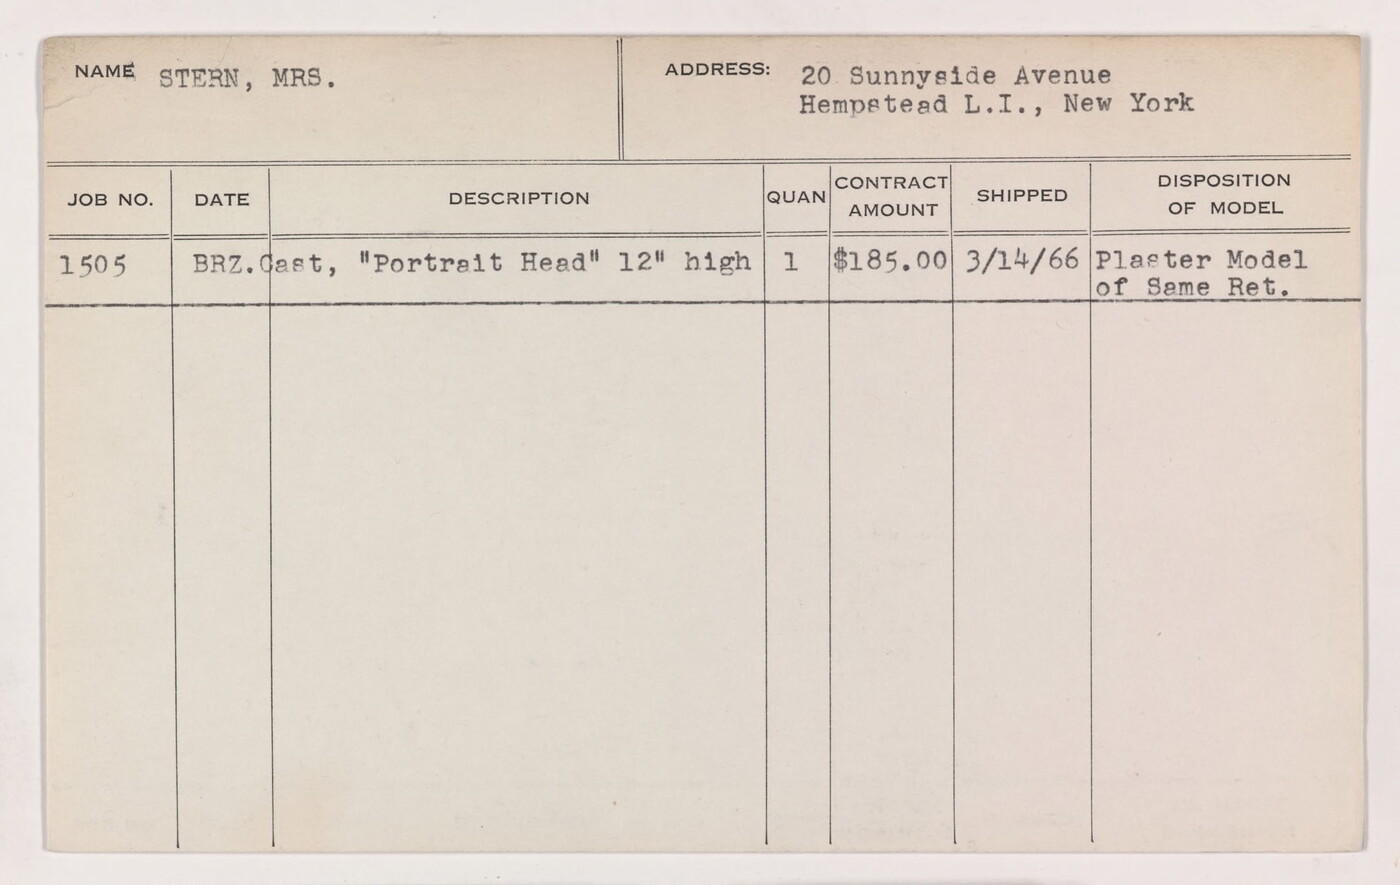 NAME STERN, MRS.
ADDRESS: 20 Sunnyside Avenue
Hempstead L.I., New York
JOB NO. DATE DESCRIPTION QUAN CONTRACT AMOUNT SHIPPED DISPOSITION OF MODEL
1505 BRZ.Cast, "Portrait Head" 12" high 1 $185.00 3/14/66 Plaster Model
of Same Ret.